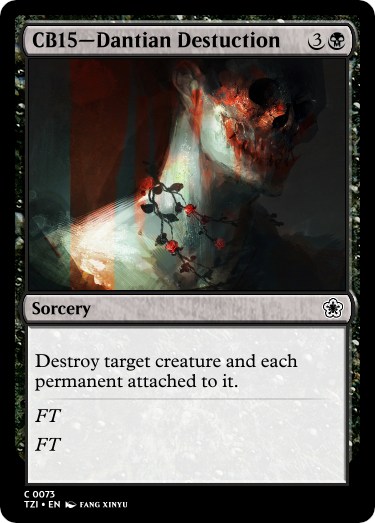 CB15—Dantian Destuction 3
Sorcery
Destroy target creature and each
permanent attached to it.
FT
FT
C 0073
TZI • EN FANG XINYU